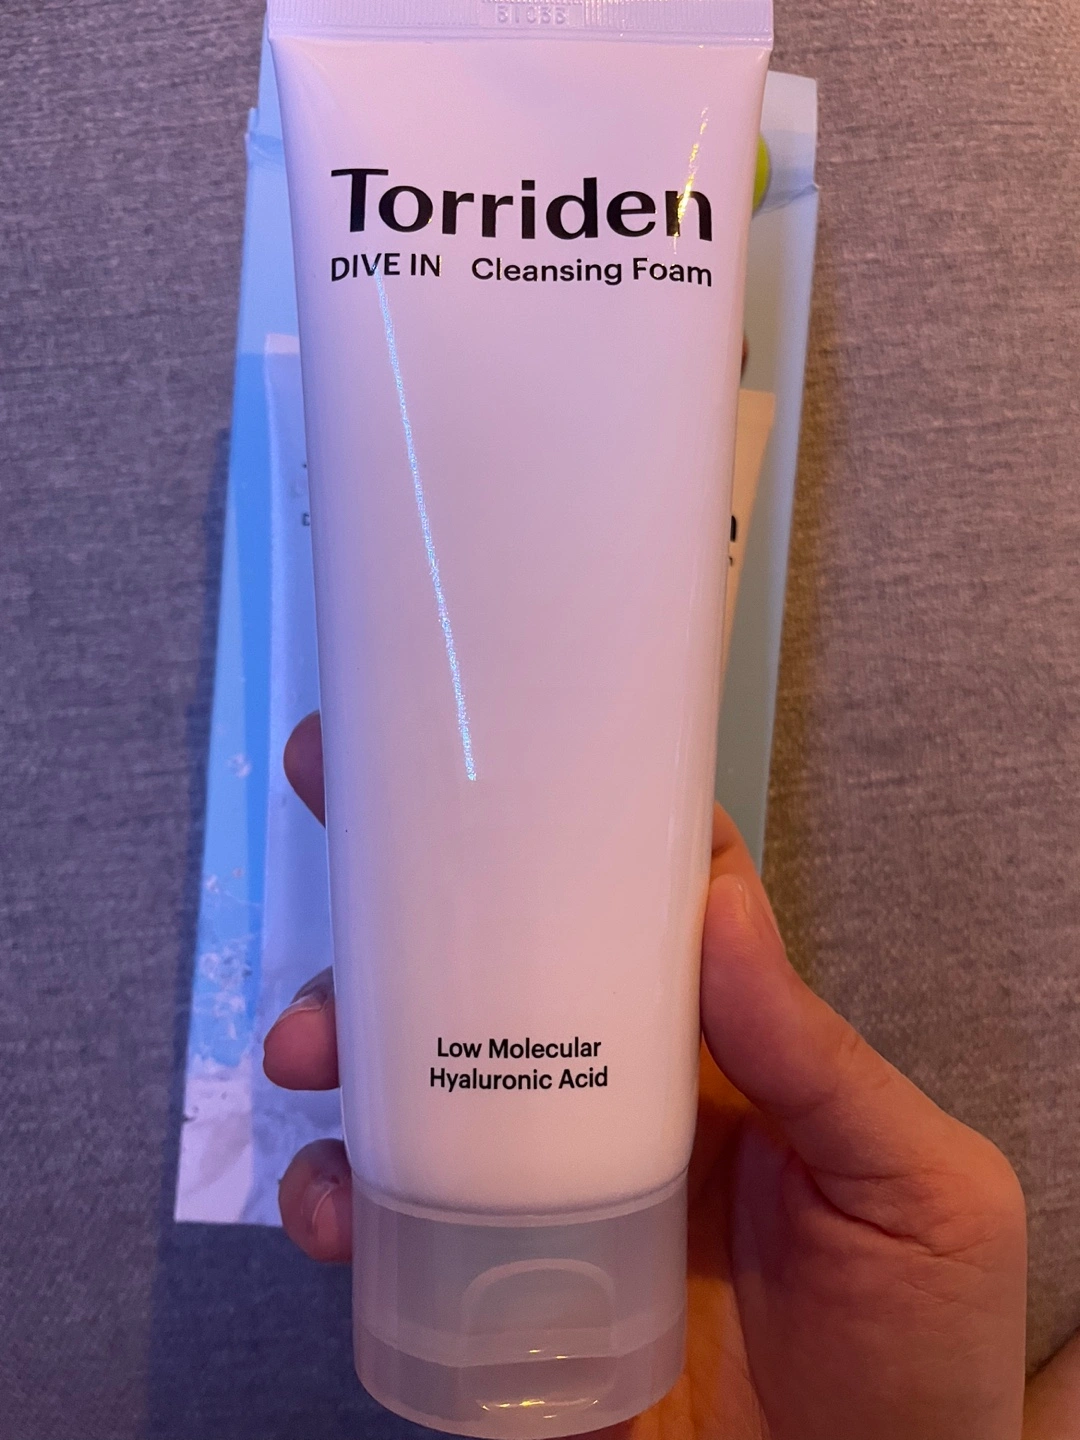 Torriden
DIVE IN Cleansing Foam
Low Molecular
Hyaluronic Acid